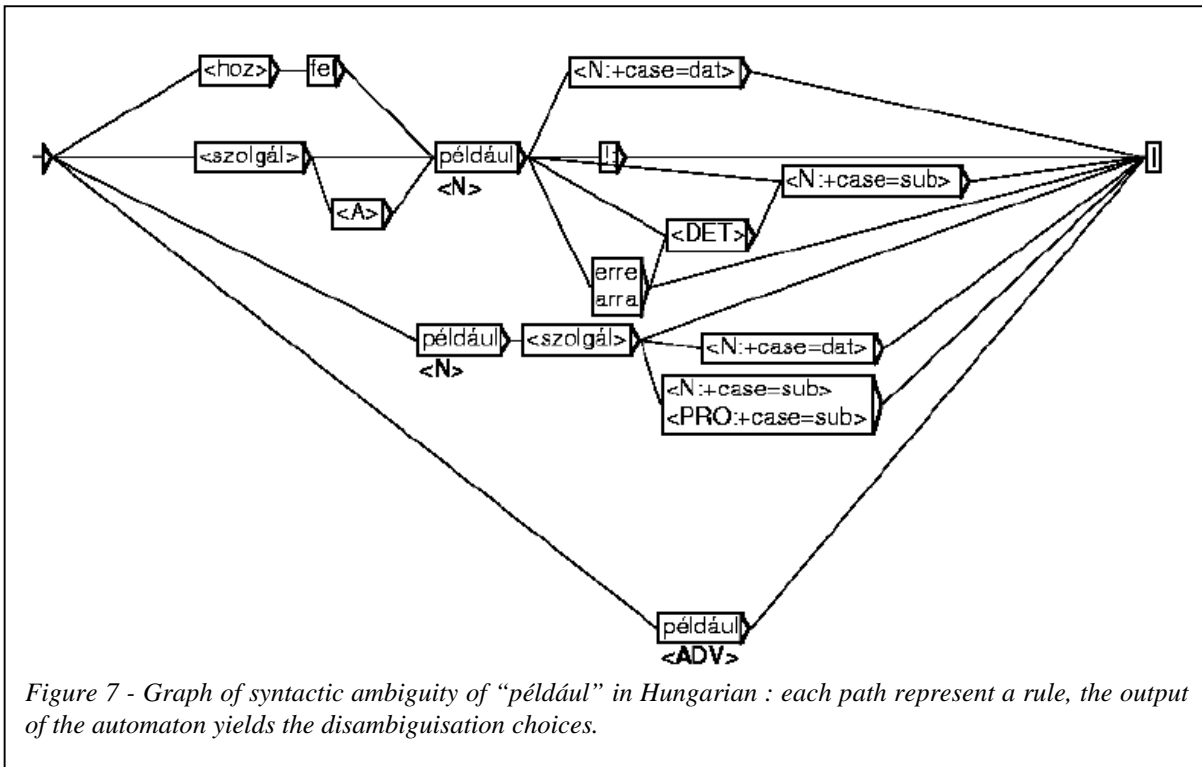 <hoz>
fel
<N:+case=dat>
<szolgál>
például
<N>
!:
<N:+case=sub>
<A>
<DET>
erre
arra
például
<N>
<szolgál>
<N:+case=dat>
<N:+case=sub>
<PRO:+case=sub>
például
<ADV>
Figure 7 - Graph of syntactic ambiguity of “például” in Hungarian : each path represent a rule, the output
of the automaton yields the disambiguisation choices.